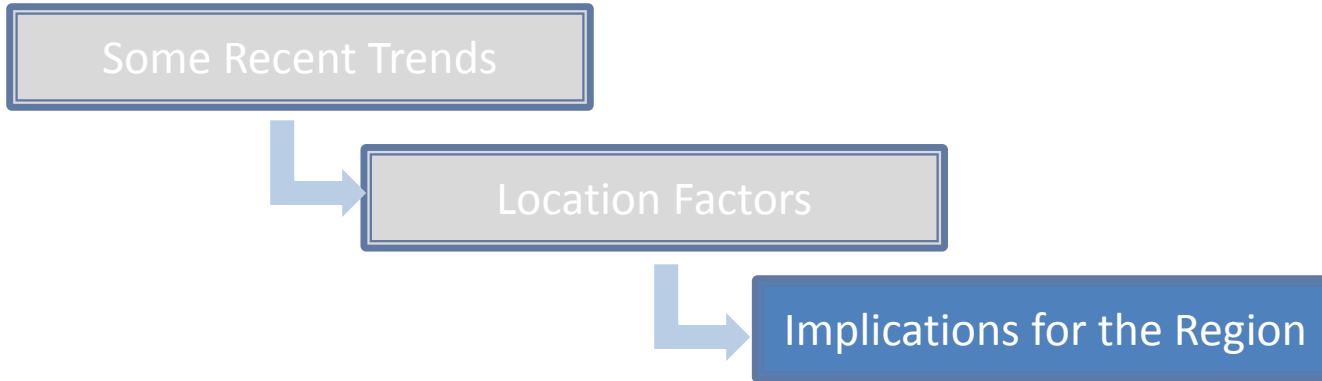 Some Recent Trends
Location Factors
Implications for the Region